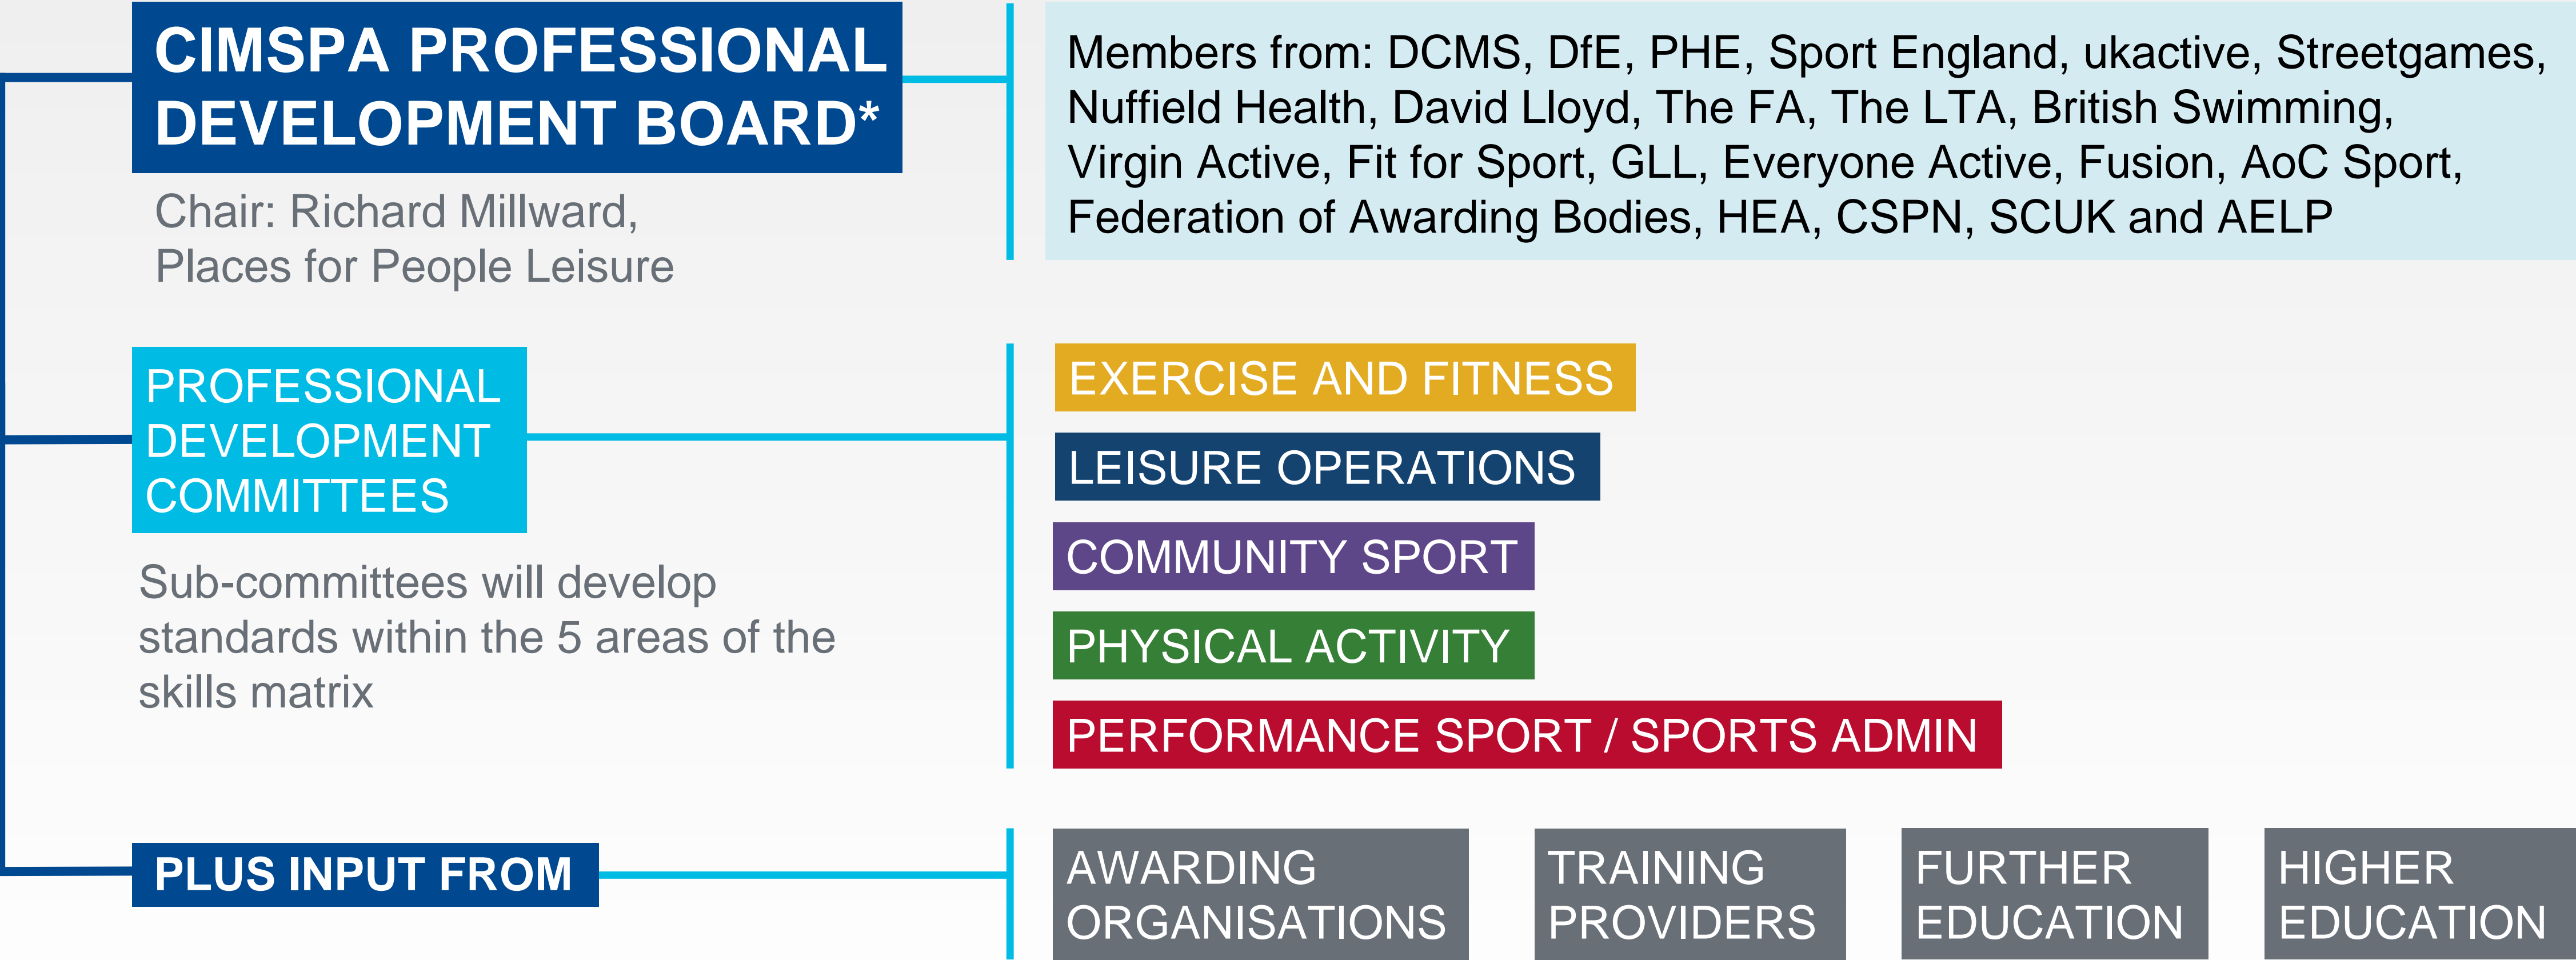 CIMSPA PROFESSIONAL
DEVELOPMENT BOARD*
Chair: Richard Millward,
Places for People Leisure
Members from: DCMS, DfE, PHE, Sport England, ukactive, Streetgames,
Nuffield Health, David Lloyd, The FA, The LTA, British Swimming,
Virgin Active, Fit for Sport, GLL, Everyone Active, Fusion, AoC Sport,
Federation of Awarding Bodies, HEA, CSPN, SCUK and AELP
PROFESSIONAL
DEVELOPMENT
COMMITTEES
Sub-committees will develop
standards within the 5 areas of the
skills matrix
EXERCISE AND FITNESS
LEISURE OPERATIONS
COMMUNITY SPORT
PHYSICAL ACTIVITY
PERFORMANCE SPORT / SPORTS ADMIN
PLUS INPUT FROM
AWARDING
ORGANISATIONS
TRAINING
PROVIDERS
FURTHER
EDUCATION
HIGHER
EDUCATION